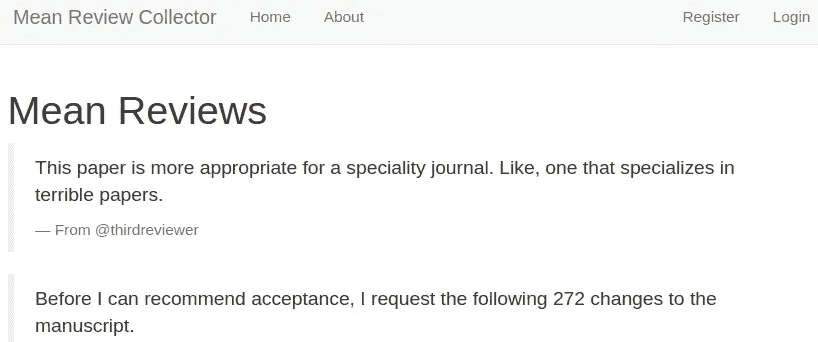 Mean Review Collector Home About Register Login
Mean Reviews
This paper is more appropriate for a speciality journal. Like, one that specializes in
terrible papers.
— From @thirdreviewer
Before I can recommend acceptance, I request the following 272 changes to the
manuscript.